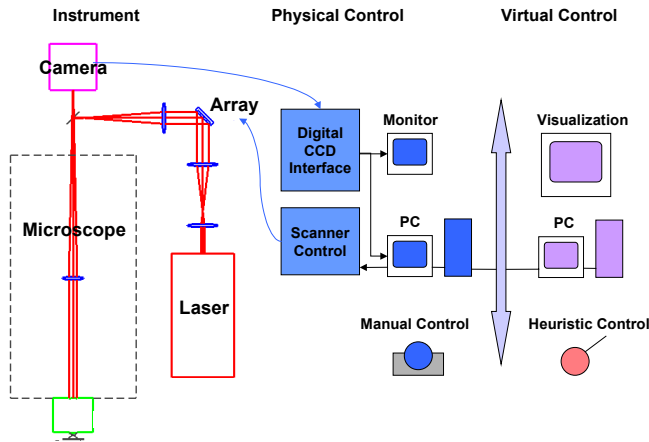 Instrument
Physical Control
Virtual Control
Camera
Array
Digital
CCD
Interface
Monitor
Visualization
Microscope
Scanner
Control
PC
PC
Laser
Manual Control
Heuristic Control